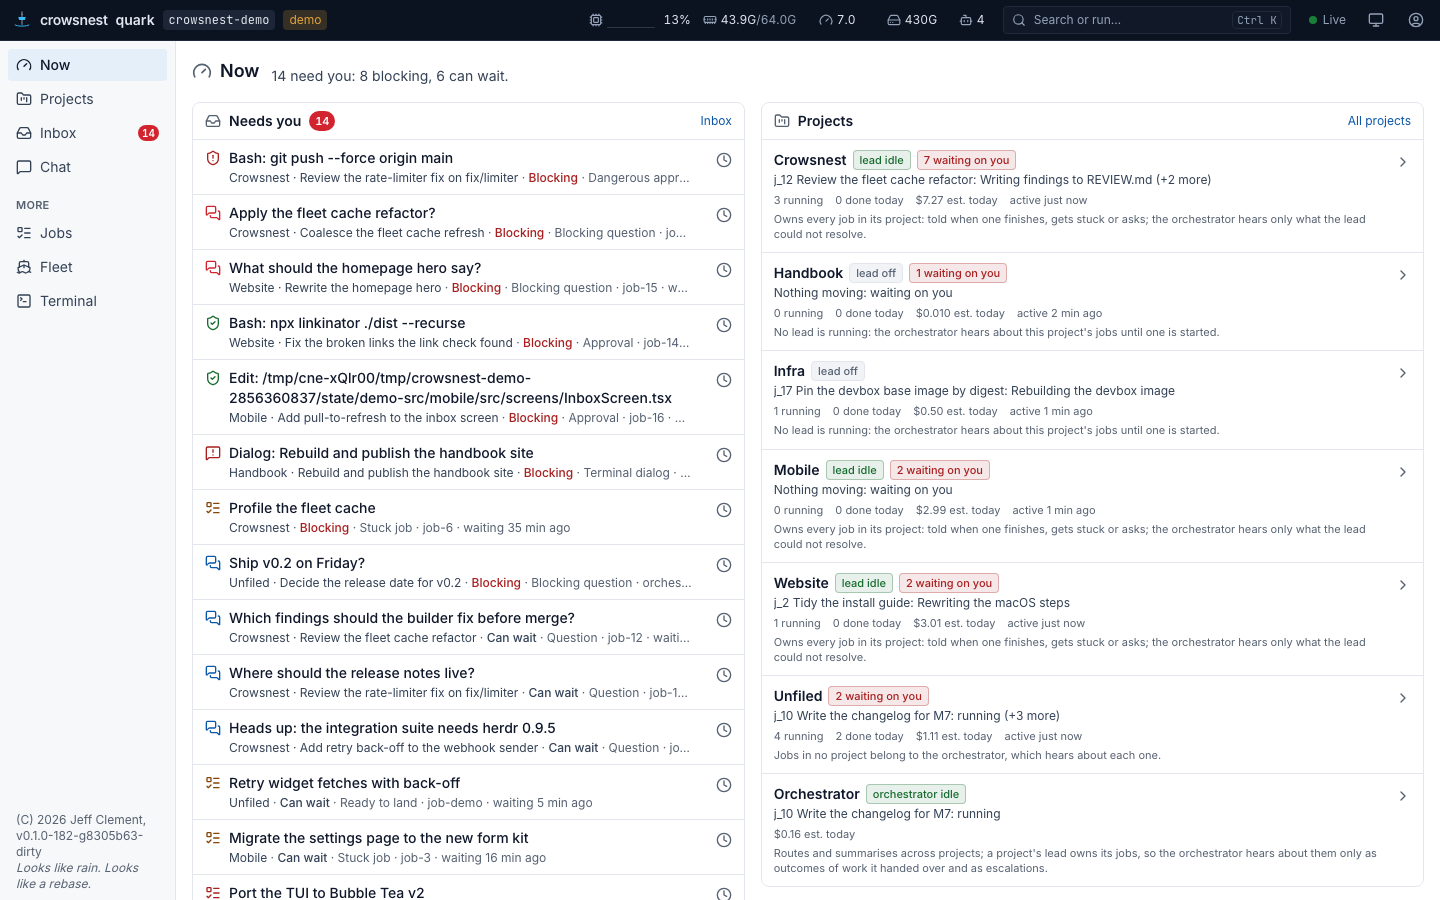 crowsnest quark crowsnest-demo demo 13% 43.9G/64.0G 7.0 430G 4 Search or run... Ctrl K Live
Now
Projects
Inbox 14
Chat
MORE
Jobs
Fleet
Terminal
(C) 2026 Jeff Clement,
v0.1.0-182-g8305b63-
dirty
Looks like rain. Looks
like a rebase.
Now 14 need you: 8 blocking, 6 can wait.
Needs you 14 Inbox
Bash: git push --force origin main
Crowsnest · Review the rate-limiter fix on fix/limiter · Blocking · Dangerous appr...
Apply the fleet cache refactor?
Crowsnest · Coalesce the fleet cache refresh · Blocking · Blocking question · jo...
What should the homepage hero say?
Website · Rewrite the homepage hero · Blocking · Blocking question · job-15 · w...
Bash: npx linkinator ./dist --recurse
Website · Fix the broken links the link check found · Blocking · Approval · job-14...
Edit: /tmp/cne-xQlr00/tmp/crowsnest-demo-
2856360837/state/demo-src/mobile/src/screens/InboxScreen.tsx
Mobile · Add pull-to-refresh to the inbox screen · Blocking · Approval · job-16 · ...
Dialog: Rebuild and publish the handbook site
Handbook · Rebuild and publish the handbook site · Blocking · Terminal dialog · ...
Profile the fleet cache
Crowsnest · Blocking · Stuck job · job-6 · waiting 35 min ago
Ship v0.2 on Friday?
Unfiled · Decide the release date for v0.2 · Blocking · Blocking question · orches...
Which findings should the builder fix before merge?
Crowsnest · Review the fleet cache refactor · Can wait · Question · job-12 · waiti...
Where should the release notes live?
Crowsnest · Review the rate-limiter fix on fix/limiter · Can wait · Question · job-1...
Heads up: the integration suite needs herdr 0.9.5
Crowsnest · Add retry back-off to the webhook sender · Can wait · Question · jo...
Retry widget fetches with back-off
Unfiled · Can wait · Ready to land · job-demo · waiting 5 min ago
Migrate the settings page to the new form kit
Mobile · Can wait · Stuck job · job-3 · waiting 16 min ago
Port the TUI to Bubble Tea v2
Projects All projects
Crowsnest lead idle 7 waiting on you
j_12 Review the fleet cache refactor: Writing findings to REVIEW.md (+2 more)
3 running 0 done today $7.27 est. today active just now
Owns every job in its project: told when one finishes, gets stuck or asks; the orchestrator hears only what the lead
could not resolve.
Handbook lead off 1 waiting on you
Nothing moving: waiting on you
0 running 0 done today $0.010 est. today active 2 min ago
No lead is running: the orchestrator hears about this project's jobs until one is started.
Infra lead off
j_17 Pin the devbox base image by digest: Rebuilding the devbox image
1 running 0 done today $0.50 est. today active 1 min ago
No lead is running: the orchestrator hears about this project's jobs until one is started.
Mobile lead idle 2 waiting on you
Nothing moving: waiting on you
0 running 0 done today $2.99 est. today active 1 min ago
Owns every job in its project: told when one finishes, gets stuck or asks; the orchestrator hears only what the lead
could not resolve.
Website lead idle 2 waiting on you
j_2 Tidy the install guide: Rewriting the macOS steps
1 running 0 done today $3.01 est. today active just now
Owns every job in its project: told when one finishes, gets stuck or asks; the orchestrator hears only what the lead
could not resolve.
Unfiled 2 waiting on you
j_10 Write the changelog for M7: running (+3 more)
4 running 2 done today $1.11 est. today active just now
Jobs in no project belong to the orchestrator, which hears about each one.
Orchestrator orchestrator idle
j_10 Write the changelog for M7: running
$0.16 est. today
Routes and summarises across projects; a project's lead owns its jobs, so the orchestrator hears about them only as
outcomes of work it handed over and as escalations.